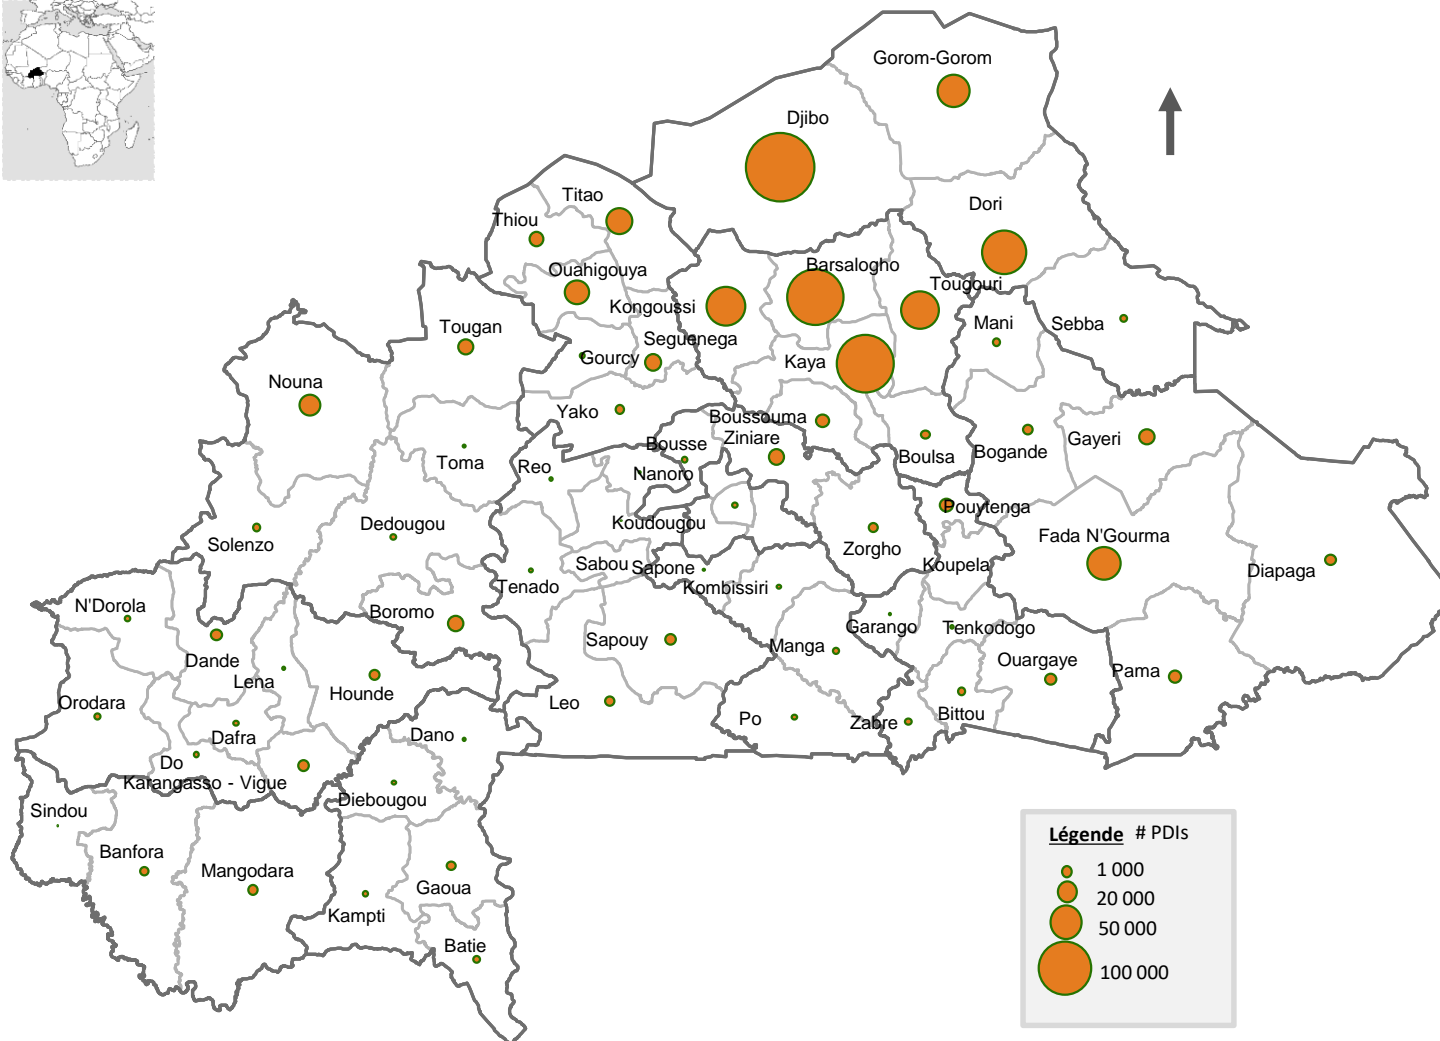 Gorom-Gorom
Djibo
Titao
Thiou
Dori
Ouahigouya
Barsalogho
Tougouri
Kongoussi
Mani
Sebba
Tougan
Seguenega
Gourcy
Kaya
Nouna
Yako
Boussouma
Ziniare
Bousse
Boulsa
Bogande
Gayeri
Toma
Reo
Nanoro
Pouytenga
Dedougou
Koudougou
Fada N'Gourma
Solenzo
Zorgho
Koupela
Diapaga
Sabou
Sapone
Tenado
Kombissiri
N'Dorola
Boromo
Garango
Tenkodogo
Sapouy
Manga
Dande
Ouargaye
Pama
Lena
Hounde
Orodara
Leo
Po
Zabre
Bittou
Dafra
Dano
Do
Karangasso - Vigue
Diebougou
Sindou
Banfora
Mangodara
Gaoua
Kampti
Batie
Légende # PDIs
1 000
20 000
50 000
100 000